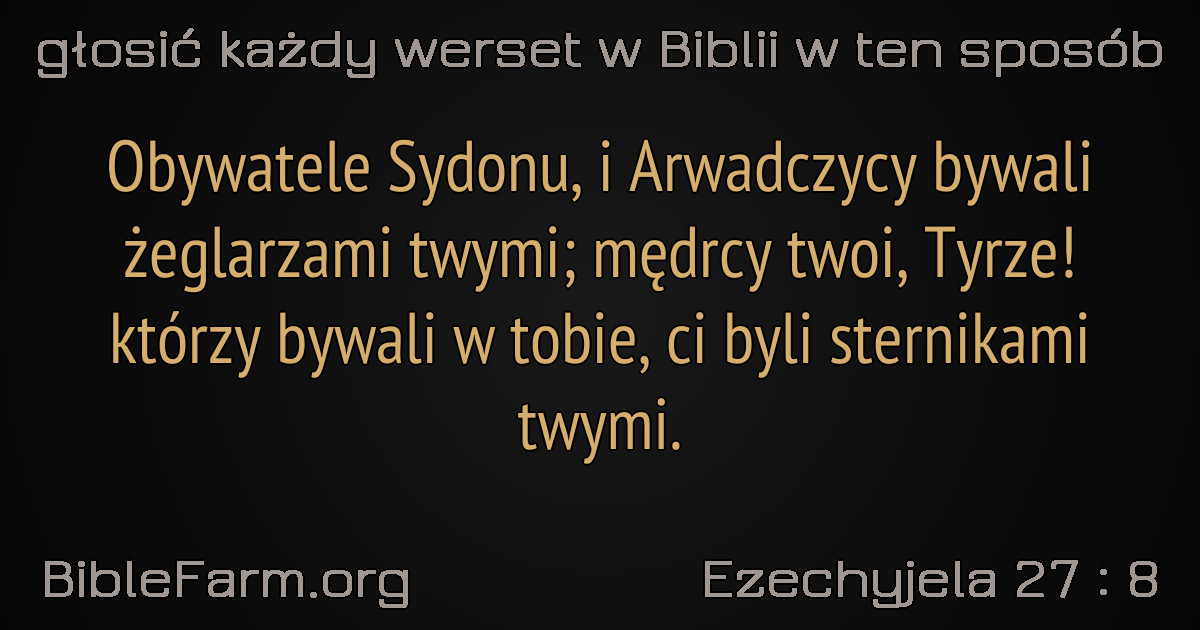 głosić każdy werset w Biblii w ten sposób
Obywatele Sydonu, i Arwadczycy bywali
żeglarzami twymi; mędrcy twoi, Tyrze!
którzy bywali w tobie, ci byli sternikami
twymi.
BibleFarm.org
Ezechyjela 27 : 8